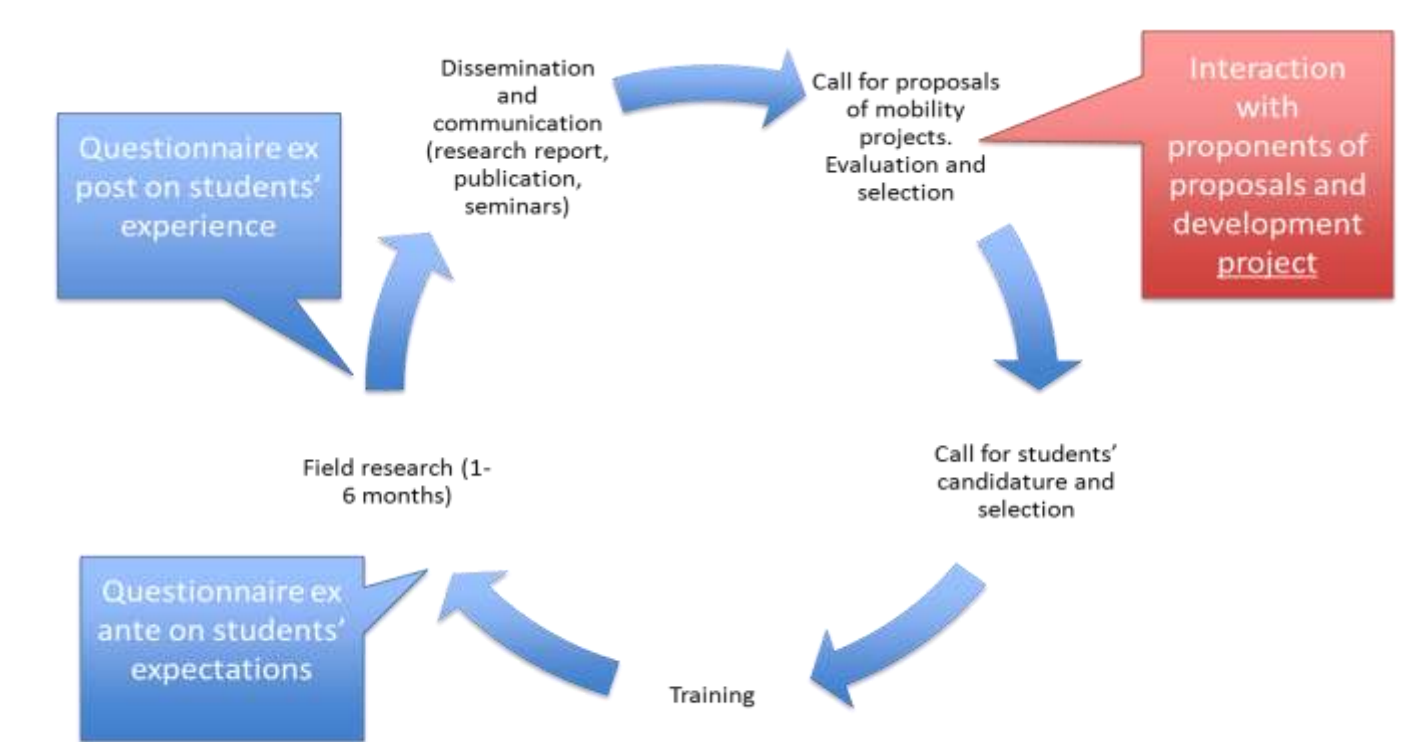 Dissemination
and
communication
(research report,
publication,
seminars)
Call for proposals
of mobility
projects.
Evaluation and
selection
Interaction
with
proponents of
proposals and
development
project
Questionnaire ex
post on students’
experience
Call for students’
candidature and
selection
Field research (1-
6 months)
Questionnaire ex
ante on students’
expectations
Training